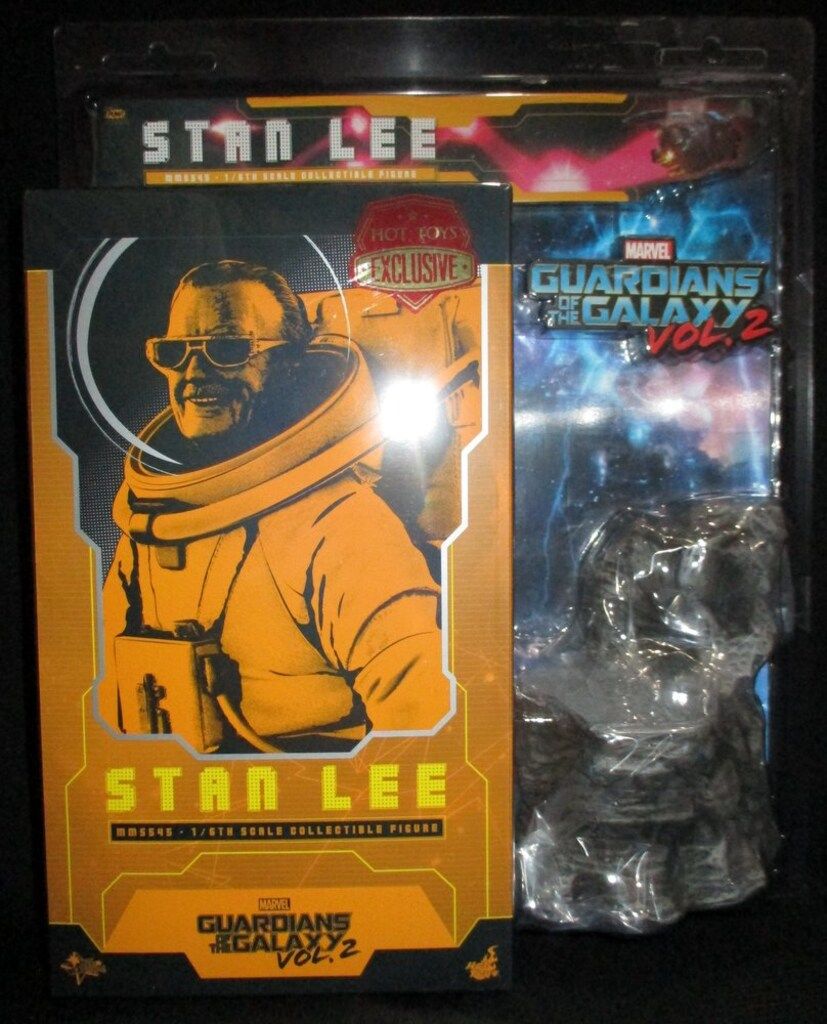 STAN LEE
MMS545 · 1/6TH SCALE COLLECTIBLE FIGURE
HOT TOYS
EXCLUSIVE
MARVEL
GUARDIANS
OF THE GALAXY
VOL. 2
STAN LEE
MMS545 · 1/6TH SCALE COLLECTIBLE FIGURE
MARVEL
GUARDIANS
OF THE GALAXY
VOL. 2